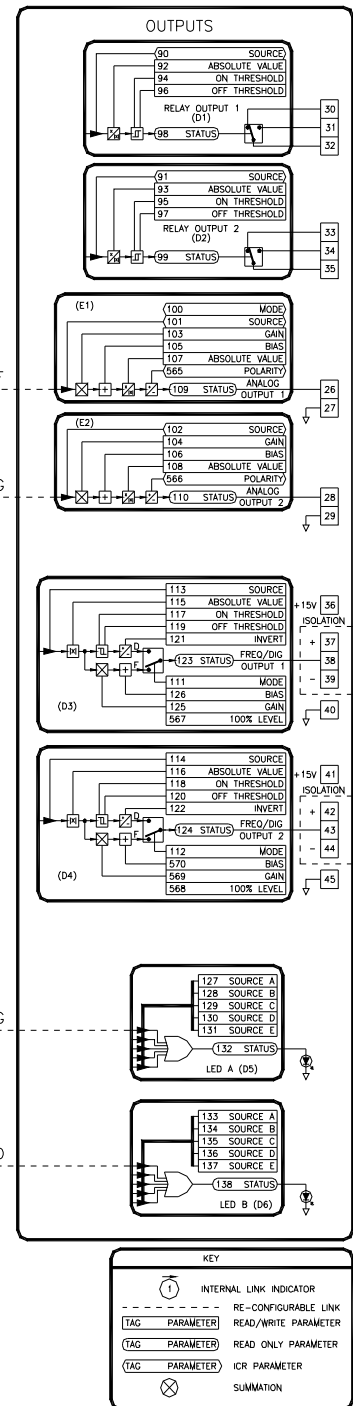 OUTPUTS
90 SOURCE
92 ABSOLUTE VALUE
94 ON THRESHOLD
96 OFF THRESHOLD
RELAY OUTPUT 1
(D1)
98 STATUS
30
31
32
91 SOURCE
93 ABSOLUTE VALUE
95 ON THRESHOLD
97 OFF THRESHOLD
RELAY OUTPUT 2
(D2)
99 STATUS
33
34
35
(E1)
100 MODE
101 SOURCE
103 GAIN
105 BIAS
107 ABSOLUTE VALUE
565 POLARITY
109 STATUS ANALOG
OUTPUT 1
26
27
(E2)
102 SOURCE
104 GAIN
106 BIAS
108 ABSOLUTE VALUE
566 POLARITY
110 STATUS ANALOG
OUTPUT 2
28
29
113 SOURCE
115 ABSOLUTE VALUE
117 ON THRESHOLD
119 OFF THRESHOLD
121 INVERT
D
F
123 STATUS FREQ/DIG
OUTPUT 1
111 MODE
126 BIAS
125 GAIN
567 100% LEVEL
(D3)
+15V 36
ISOLATION
+ 37
38
- 39
40
114 SOURCE
116 ABSOLUTE VALUE
118 ON THRESHOLD
120 OFF THRESHOLD
122 INVERT
D
F
124 STATUS FREQ/DIG
OUTPUT 2
112 MODE
570 BIAS
569 GAIN
568 100% LEVEL
(D4)
+15V 41
ISOLATION
+ 42
43
- 44
45
127 SOURCE A
128 SOURCE B
129 SOURCE C
130 SOURCE D
131 SOURCE E
132 STATUS
LED A (D5)
133 SOURCE A
134 SOURCE B
135 SOURCE C
136 SOURCE D
137 SOURCE E
138 STATUS
LED B (D6)
KEY
1 INTERNAL LINK INDICATOR
RE-CONFIGURABLE LINK
TAG PARAMETER READ/WRITE PARAMETER
TAG PARAMETER READ ONLY PARAMETER
TAG PARAMETER ICR PARAMETER
SUMMATION